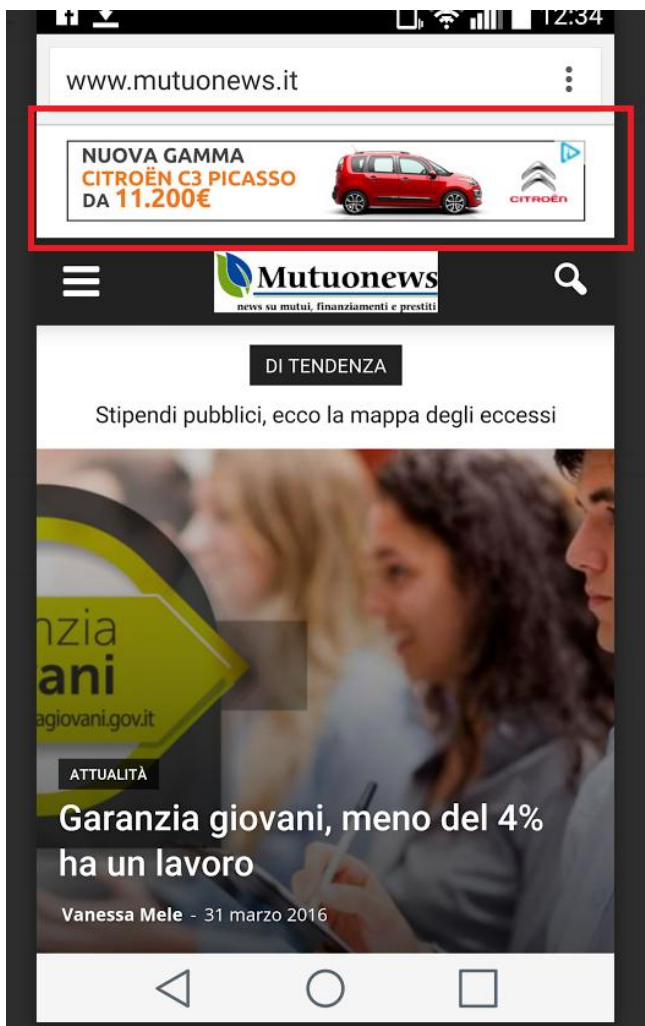 12:34
www.mutuonews.it
NUOVA GAMMA
CITROËN C3 PICASSO
DA 11.200€
CITROËN
Mutuonews
news su mutui, finanziamenti e prestiti
DI TENDENZA
Stipendi pubblici, ecco la mappa degli eccessi
nzia
ani
agiovani.gov.it
ATTUALITÀ
Garanzia giovani, meno del 4%
ha un lavoro
Vanessa Mele - 31 marzo 2016